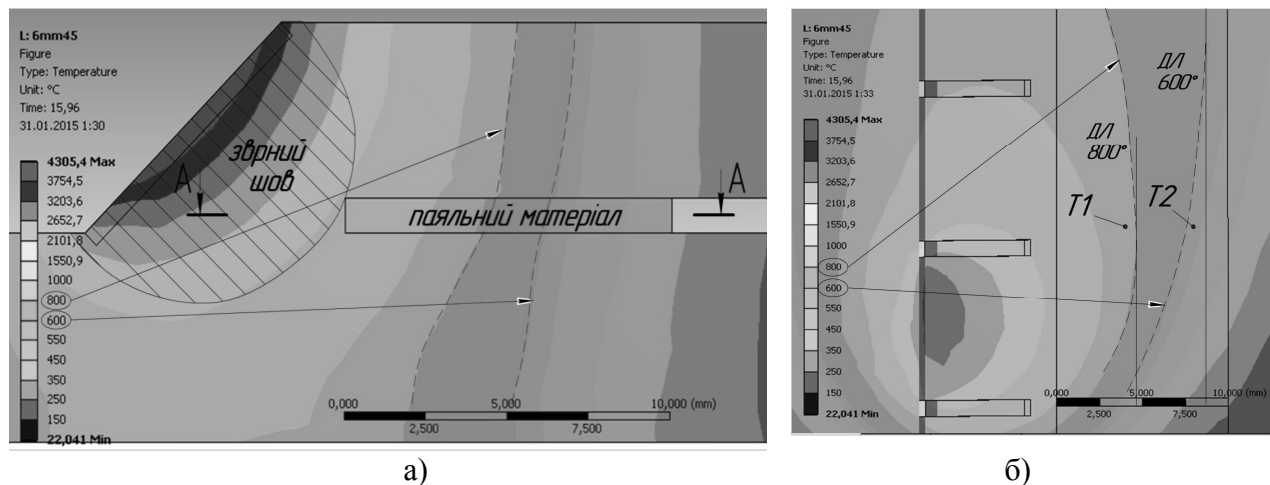 L: 6mm45
Figure
Type: Temperature
Unit: °C
Time: 15,96
31.01.2015 1:30
4305,4 Max
3754,5
3203,6
2652,7
2101,8
1550,9
1000
800
600
550
450
350
250
150
22,041 Min
зврний
шов
А
А
паяльний матеріал
0,000
5,000
10,000 (mm)
2,500
7,500
а)
L: 6mm45
Figure
Type: Temperature
Unit: °C
Time: 15,96
31.01.2015 1:33
4305,4 Max
3754,5
3203,6
2652,7
2101,8
1550,9
1000
800
600
550
450
350
250
150
22,041 Min
ДЛ
600°
ДЛ
800°
Т1
Т2
0,000
5,000
10,000 (mm)
2,500
7,500
б)